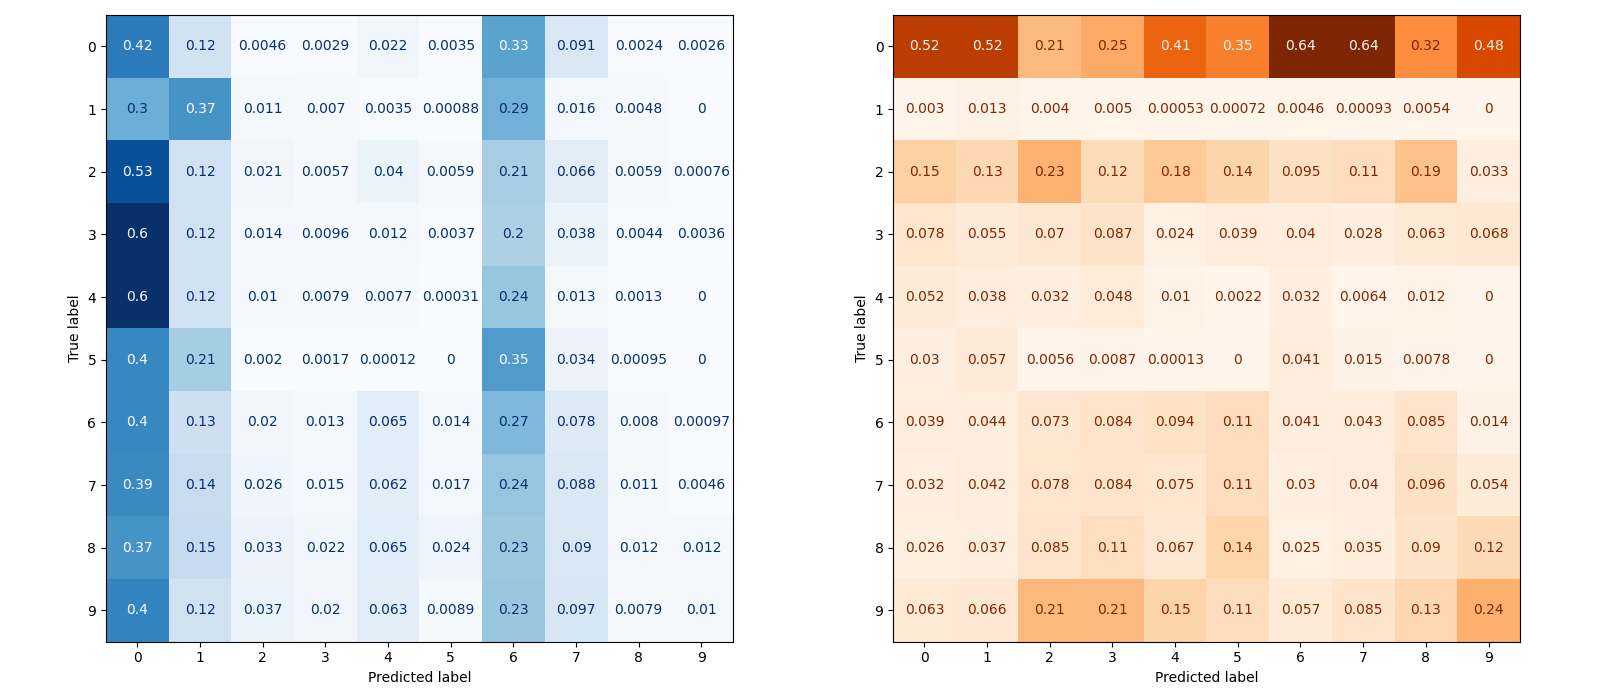 0 0.42 0.12 0.0046 0.0029 0.022 0.0035 0.33 0.091 0.0024 0.0026
1 0.3 0.37 0.011 0.007 0.0035 0.00088 0.29 0.016 0.0048 0
2 0.53 0.12 0.021 0.0057 0.04 0.0059 0.21 0.066 0.0059 0.00076
3 0.6 0.12 0.014 0.0096 0.012 0.0037 0.2 0.038 0.0044 0.0036
4 0.6 0.12 0.01 0.0079 0.0077 0.00031 0.24 0.013 0.0013 0
5 0.4 0.21 0.002 0.0017 0.00012 0 0.35 0.034 0.00095 0
6 0.4 0.13 0.02 0.013 0.065 0.014 0.27 0.078 0.008 0.00097
7 0.39 0.14 0.026 0.015 0.062 0.017 0.24 0.088 0.011 0.0046
8 0.37 0.15 0.033 0.022 0.065 0.024 0.23 0.09 0.012 0.012
9 0.4 0.12 0.037 0.02 0.063 0.0089 0.23 0.097 0.0079 0.01
0 1 2 3 4 5 6 7 8 9
Predicted label
True label
0 0.52 0.52 0.21 0.25 0.41 0.35 0.64 0.64 0.32 0.48
1 0.003 0.013 0.004 0.005 0.00053 0.00072 0.0046 0.00093 0.0054 0
2 0.15 0.13 0.23 0.12 0.18 0.14 0.095 0.11 0.19 0.033
3 0.078 0.055 0.07 0.087 0.024 0.039 0.04 0.028 0.063 0.068
4 0.052 0.038 0.032 0.048 0.01 0.0022 0.032 0.0064 0.012 0
5 0.03 0.057 0.0056 0.0087 0.00013 0 0.041 0.015 0.0078 0
6 0.039 0.044 0.073 0.084 0.094 0.11 0.041 0.043 0.085 0.014
7 0.032 0.042 0.078 0.084 0.075 0.11 0.03 0.04 0.096 0.054
8 0.026 0.037 0.085 0.11 0.067 0.14 0.025 0.035 0.09 0.12
9 0.063 0.066 0.21 0.21 0.15 0.11 0.057 0.085 0.13 0.24
0 1 2 3 4 5 6 7 8 9
Predicted label
True label